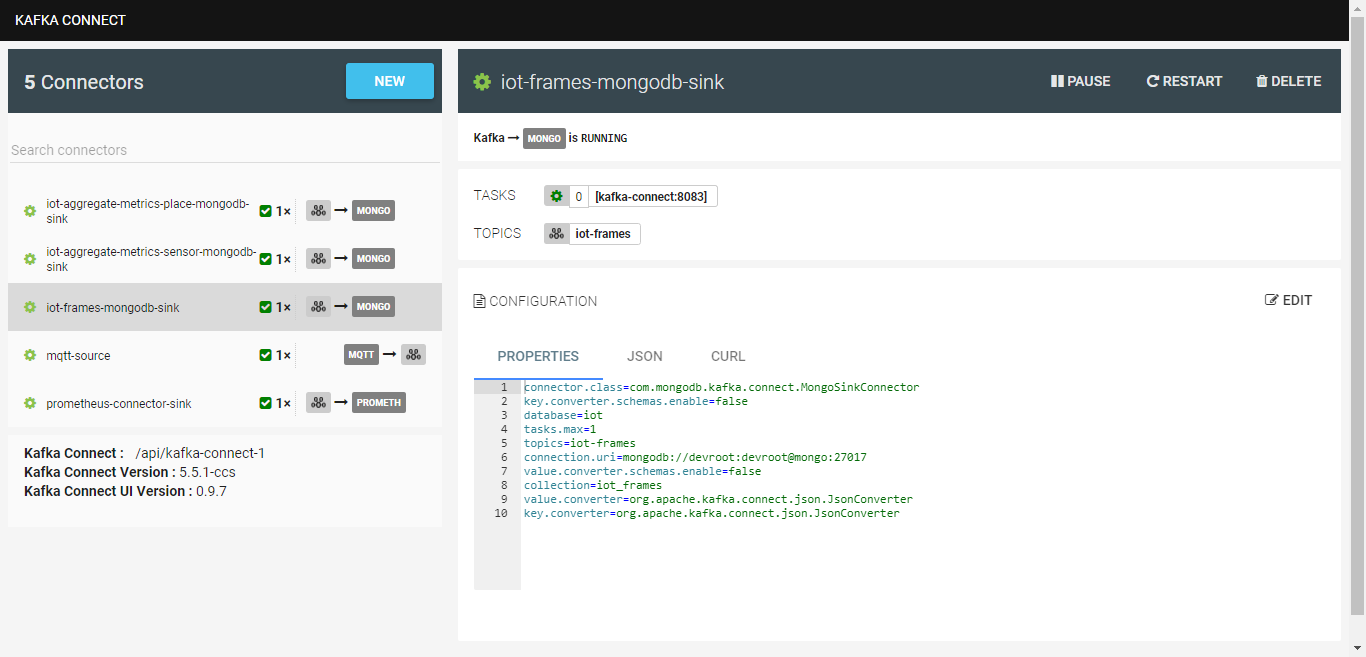 KAFKA CONNECT
5 Connectors
NEW
Search connectors
iot-aggregate-metrics-place-mongodb-
sink
1×
MONGO
iot-aggregate-metrics-sensor-mongodb-
sink
1×
MONGO
iot-frames-mongodb-sink
1×
MONGO
mqtt-source
1×
MQTT
prometheus-connector-sink
1×
PROMETH
Kafka Connect : /api/kafka-connect-1
Kafka Connect Version : 5.5.1-ccs
Kafka Connect UI Version : 0.9.7
iot-frames-mongodb-sink
PAUSE
RESTART
DELETE
Kafka → MONGO is RUNNING
TASKS 0 [kafka-connect:8083]
TOPICS iot-frames
CONFIGURATION
EDIT
PROPERTIES JSON CURL
1 connector.class=com.mongodb.kafka.connect.MongoSinkConnector
2 key.converter.schemas.enable=false
3 database=iot
4 tasks.max=1
5 topics=iot-frames
6 connection.uri=mongodb://devroot:devroot@mongo:27017
7 value.converter.schemas.enable=false
8 collection=iot_frames
9 value.converter=org.apache.kafka.connect.json.JsonConverter
10 key.converter=org.apache.kafka.connect.json.JsonConverter